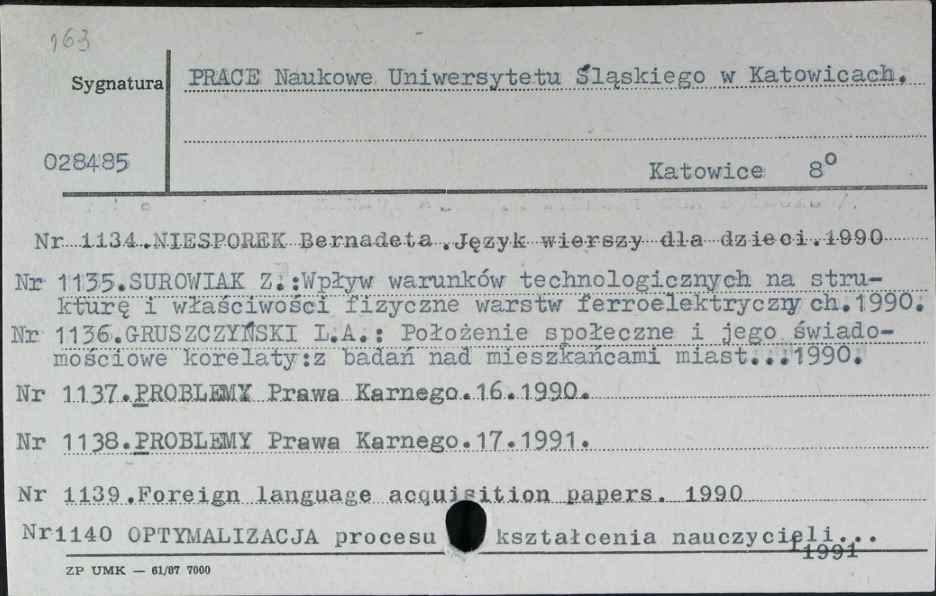 163
Sygnatura
PRACE Naukowe Uniwersytetu Śląskiego w Katowicach.
028485
Katowice 8°
Nr 1134.NIESPOREK Bernadeta.Język wierszy dla dzieci.1990
Nr 1135.SUROWIAK Z.:Wpływ warunków technologicznych na stru-
kturę i właściwości fizyczne warstw ferroelektryczny ch.1990.
Nr 1136.GRUSZCZYŃSKI L.A.: Położenie społeczne i jego świado-
mościowe korelaty:z badań nad mieszkańcami miast...1990.
Nr 1137.PROBLEMY Prawa Karnego.16.1990.
Nr 1138.PROBLEMY Prawa Karnego.17.1991.
Nr 1139.Foreign language acquisition papers. 1990
Nr1140 OPTYMALIZACJA procesu kształcenia nauczycieli...
1991
ZP UMK — 61/87 7000